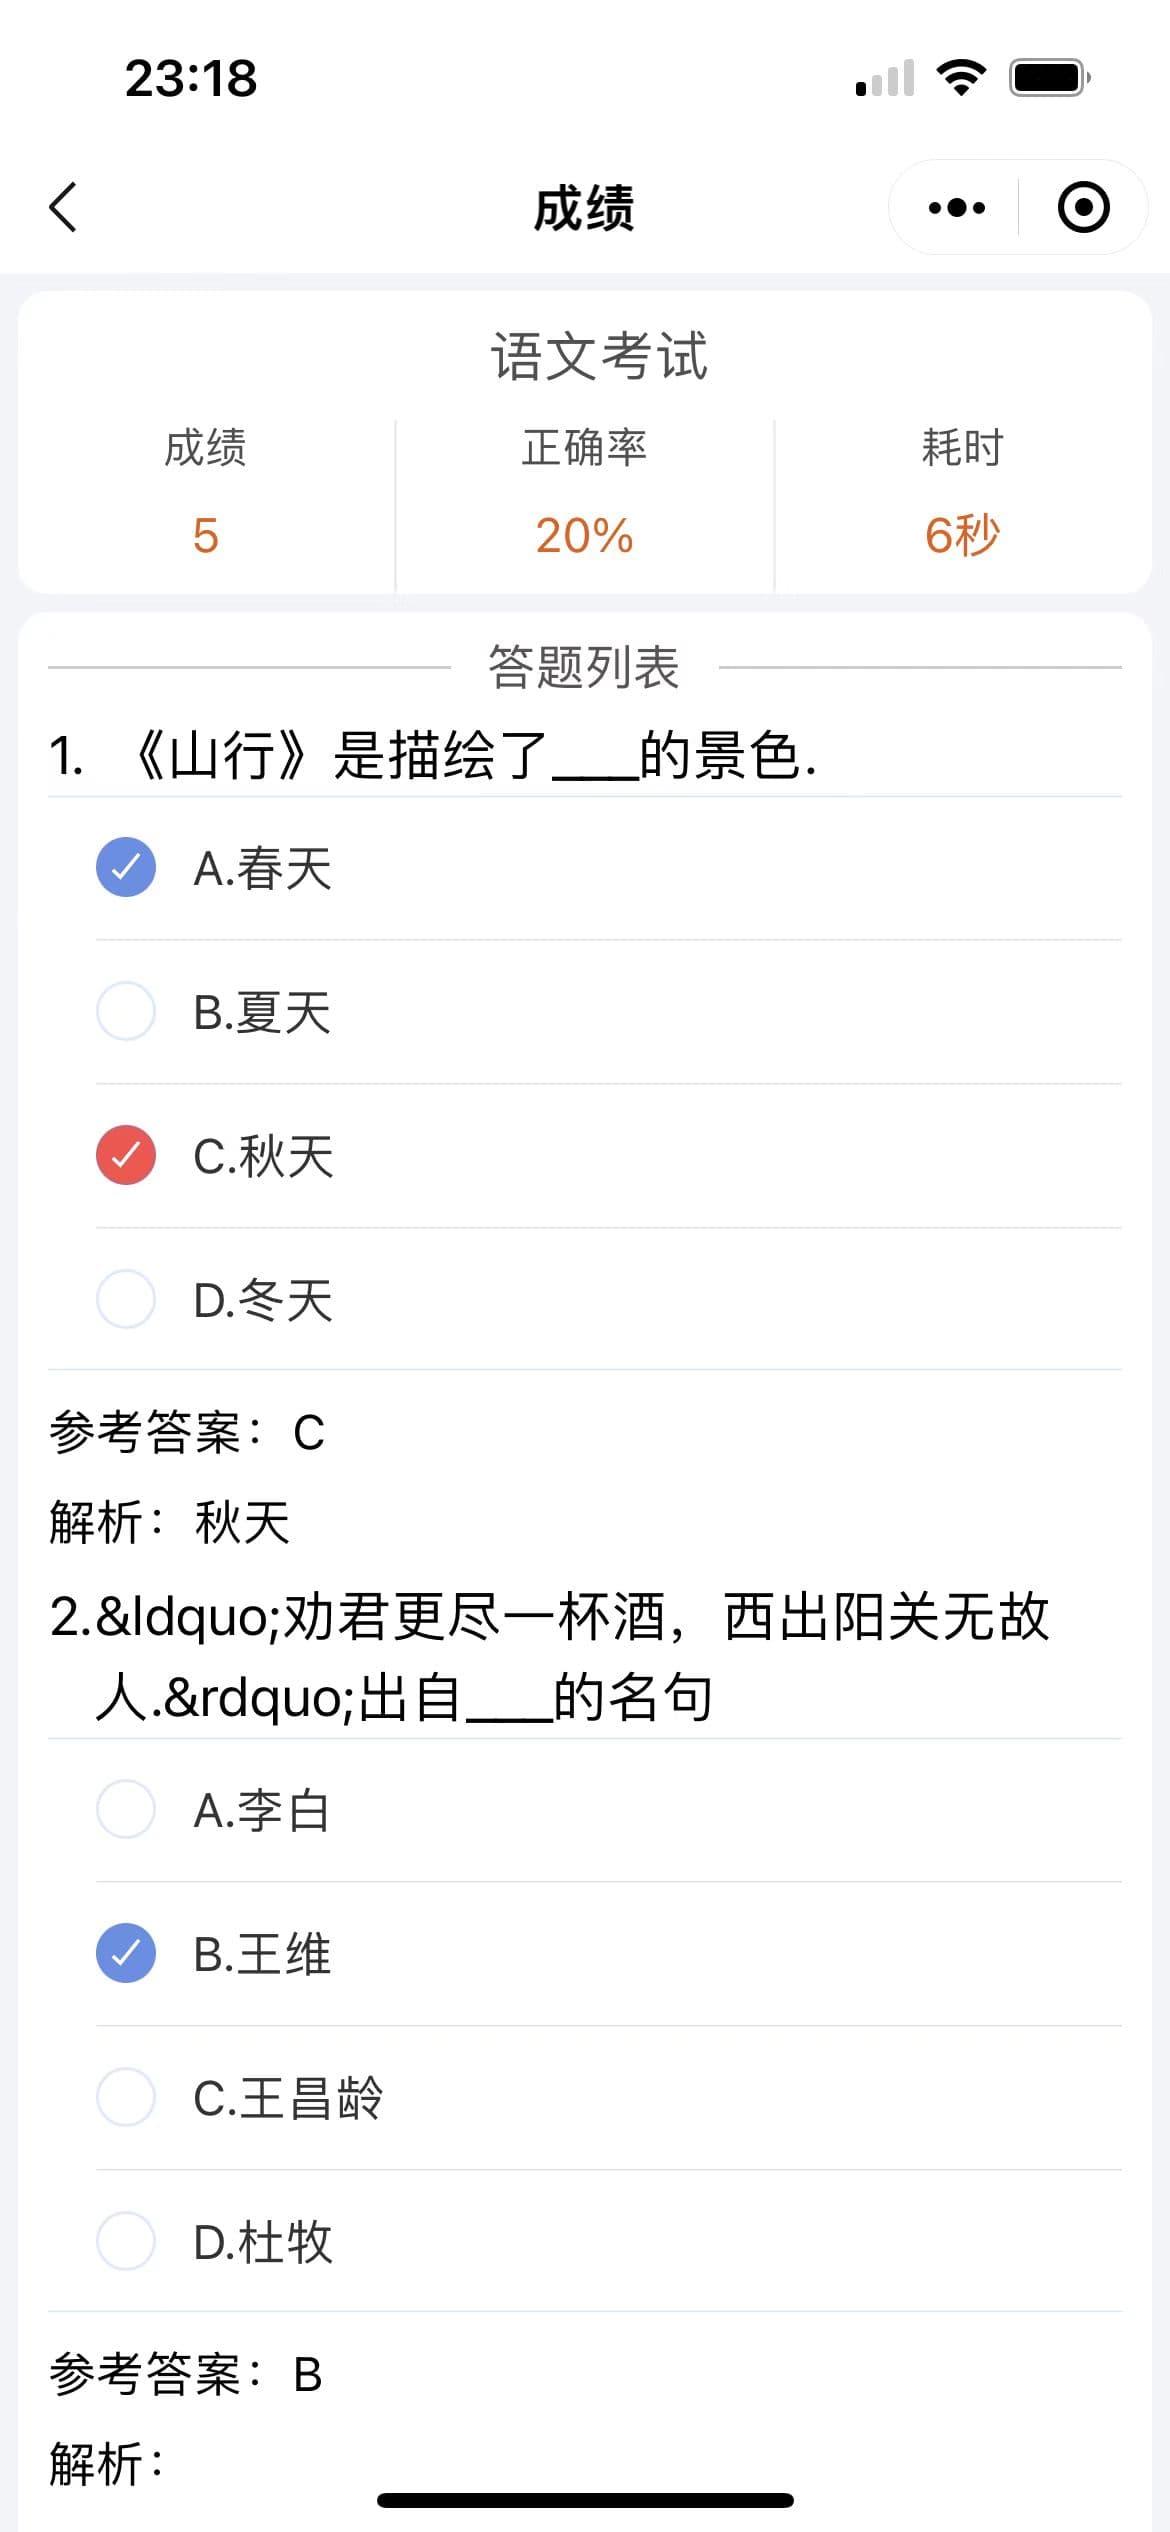 23:18
成绩
语文考试
成绩 正确率 耗时
5 20% 6秒
答题列表
1. 《山行》是描绘了___的景色.
A.春天
B.夏天
C.秋天
D.冬天
参考答案：C
解析：秋天
2.&ldquo;劝君更尽一杯酒，西出阳关无故
人.&rdquo;出自___的名句
A.李白
B.王维
C.王昌龄
D.杜牧
参考答案：B
解析：